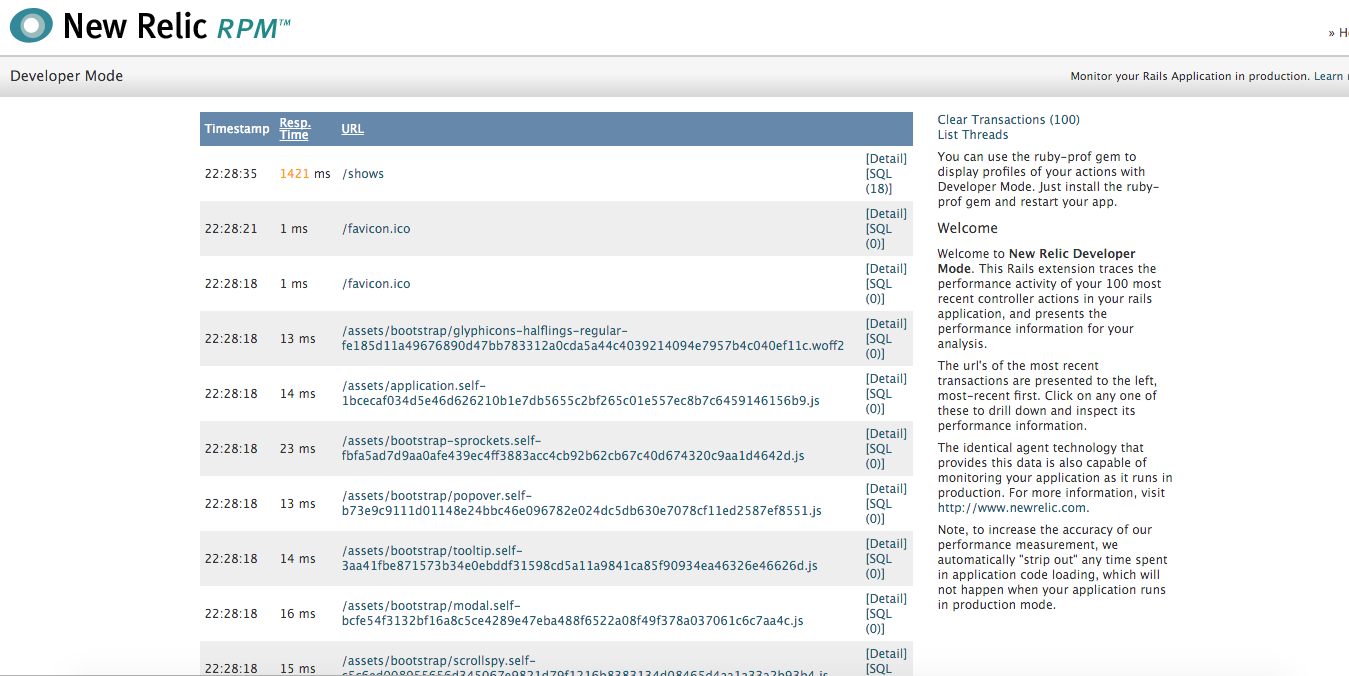 New Relic RPM™
» H
Developer Mode
Monitor your Rails Application in production. Learn
Timestamp Resp. Time URL
22:28:35 1421 ms /shows [Detail]
[SQL
(18)]
22:28:21 1 ms /favicon.ico [Detail]
[SQL
(0)]
22:28:18 1 ms /favicon.ico [Detail]
[SQL
(0)]
22:28:18 13 ms /assets/bootstrap/glyphicons-halflings-regular-
fe185d11a49676890d47bb783312a0cda5a44c4039214094e7957b4c040ef11c.woff2
[Detail]
[SQL
(0)]
22:28:18 14 ms /assets/application.self-
1bcecaf034d5e46d626210b1e7db5655c2bf265c01e557ec8b7c6459146156b9.js
[Detail]
[SQL
(0)]
22:28:18 23 ms /assets/bootstrap-sprockets.self-
fbfa5ad7d9aa0afe439ec4ff3883acc4cb92b62cb67c40d674320c9aa1d4642d.js
[Detail]
[SQL
(0)]
22:28:18 13 ms /assets/bootstrap/popover.self-
b73e9c9111d01148e24bbc46e096782e024dc5db630e7078cf11ed2587ef8551.js
[Detail]
[SQL
(0)]
22:28:18 14 ms /assets/bootstrap/tooltip.self-
3aa41fbe871573b34e0ebddf31598cd5a11a9841ca85f90934ea46326e46626d.js
[Detail]
[SQL
(0)]
22:28:18 16 ms /assets/bootstrap/modal.self-
bcfe54f3132bf16a8c5ce4289e47eba488f6522a08f49f378a037061c6c7aa4c.js
[Detail]
[SQL
(0)]
22:28:18 15 ms /assets/bootstrap/scrollspy.self-
[Detail]
[SQL
Clear Transactions (100)
List Threads
You can use the ruby-prof gem to
display profiles of your actions with
Developer Mode. Just install the ruby-
prof gem and restart your app.
Welcome
Welcome to New Relic Developer
Mode. This Rails extension traces the
performance activity of your 100 most
recent controller actions in your rails
application, and presents the
performance information for your
analysis.
The url's of the most recent
transactions are presented to the left,
most-recent first. Click on any one of
these to drill down and inspect its
performance information.
The identical agent technology that
provides this data is also capable of
monitoring your application as it runs in
production. For more information, visit
http://www.newrelic.com.
Note, to increase the accuracy of our
performance measurement, we
automatically "strip out" any time spent
in application code loading, which will
not happen when your application runs
in production mode.